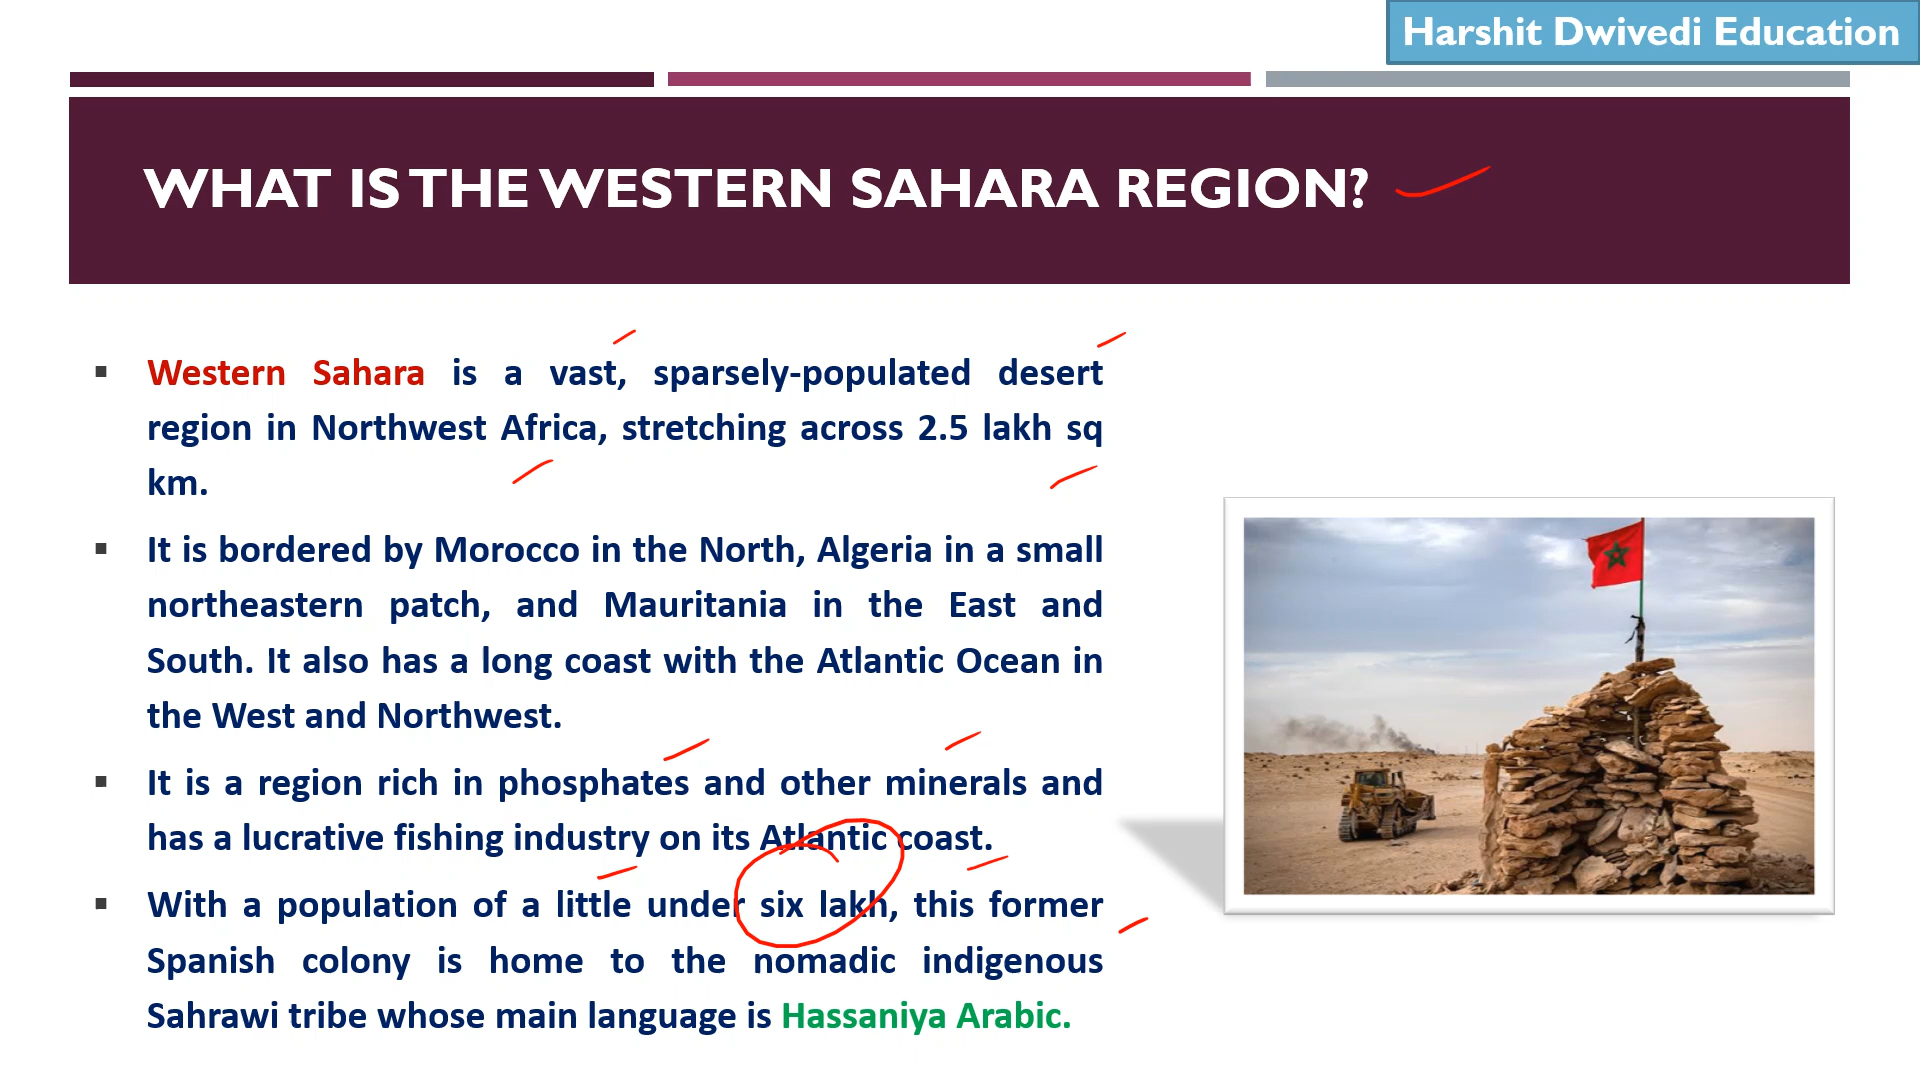 Harshit Dwivedi Education
WHAT IS THE WESTERN SAHARA REGION?
▪ Western Sahara is a vast, sparsely-populated desert
region in Northwest Africa, stretching across 2.5 lakh sq
km.
▪ It is bordered by Morocco in the North, Algeria in a small
northeastern patch, and Mauritania in the East and
South. It also has a long coast with the Atlantic Ocean in
the West and Northwest.
▪ It is a region rich in phosphates and other minerals and
has a lucrative fishing industry on its Atlantic coast.
▪ With a population of a little under six lakh, this former
Spanish colony is home to the nomadic indigenous
Sahrawi tribe whose main language is Hassaniya Arabic.